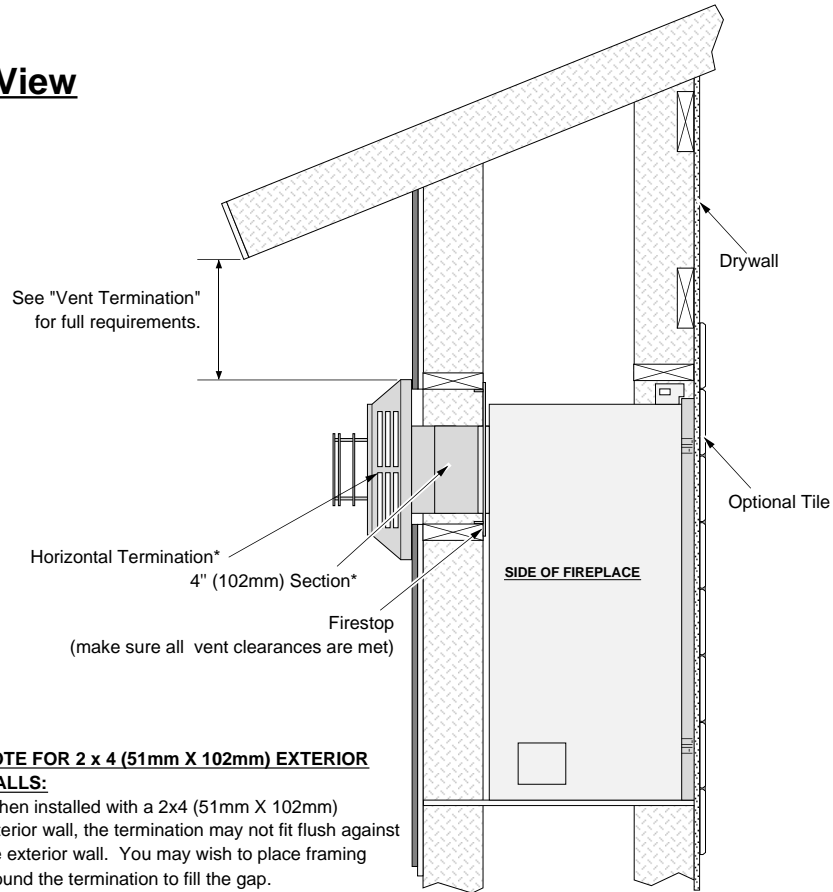 View
Drywall
See "Vent Termination"
for full requirements.
Optional Tile
Horizontal Termination*
4" (102mm) Section*
SIDE OF FIREPLACE
Firestop
(make sure all vent clearances are met)
OTE FOR 2 x 4 (51mm X 102mm) EXTERIOR
ALLS:
hen installed with a 2x4 (51mm X 102mm)
terior wall, the termination may not fit flush against
e exterior wall. You may wish to place framing
ound the termination to fill the gap.